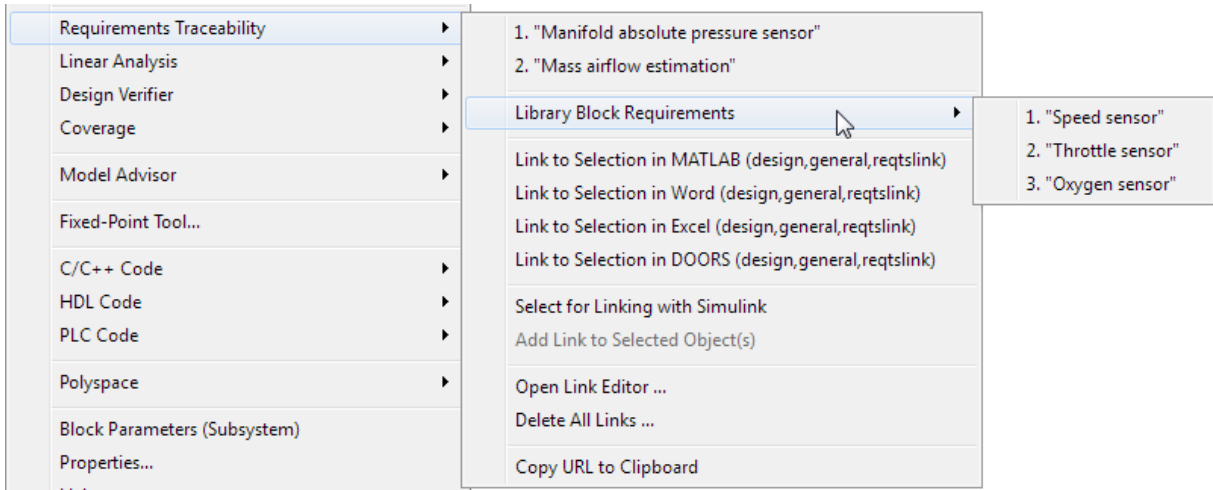 Requirements Traceability
Linear Analysis
Design Verifier
Coverage
Model Advisor
Fixed-Point Tool...
C/C++ Code
HDL Code
PLC Code
Polyspace
Block Parameters (Subsystem)
Properties...
1. "Manifold absolute pressure sensor"
2. "Mass airflow estimation"
Library Block Requirements
Link to Selection in MATLAB (design,general,reqtslink)
Link to Selection in Word (design,general,reqtslink)
Link to Selection in Excel (design,general,reqtslink)
Link to Selection in DOORS (design,general,reqtslink)
Select for Linking with Simulink
Add Link to Selected Object(s)
Open Link Editor ...
Delete All Links ...
Copy URL to Clipboard
1. "Speed sensor"
2. "Throttle sensor"
3. "Oxygen sensor"